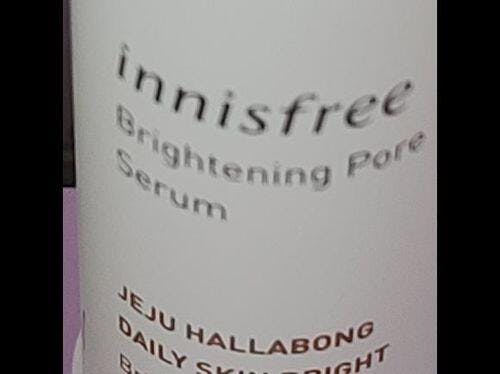 innisfree
Brightening Pore
Serum
JEJU HALLABONG
DAILY SKIN BRIGHT